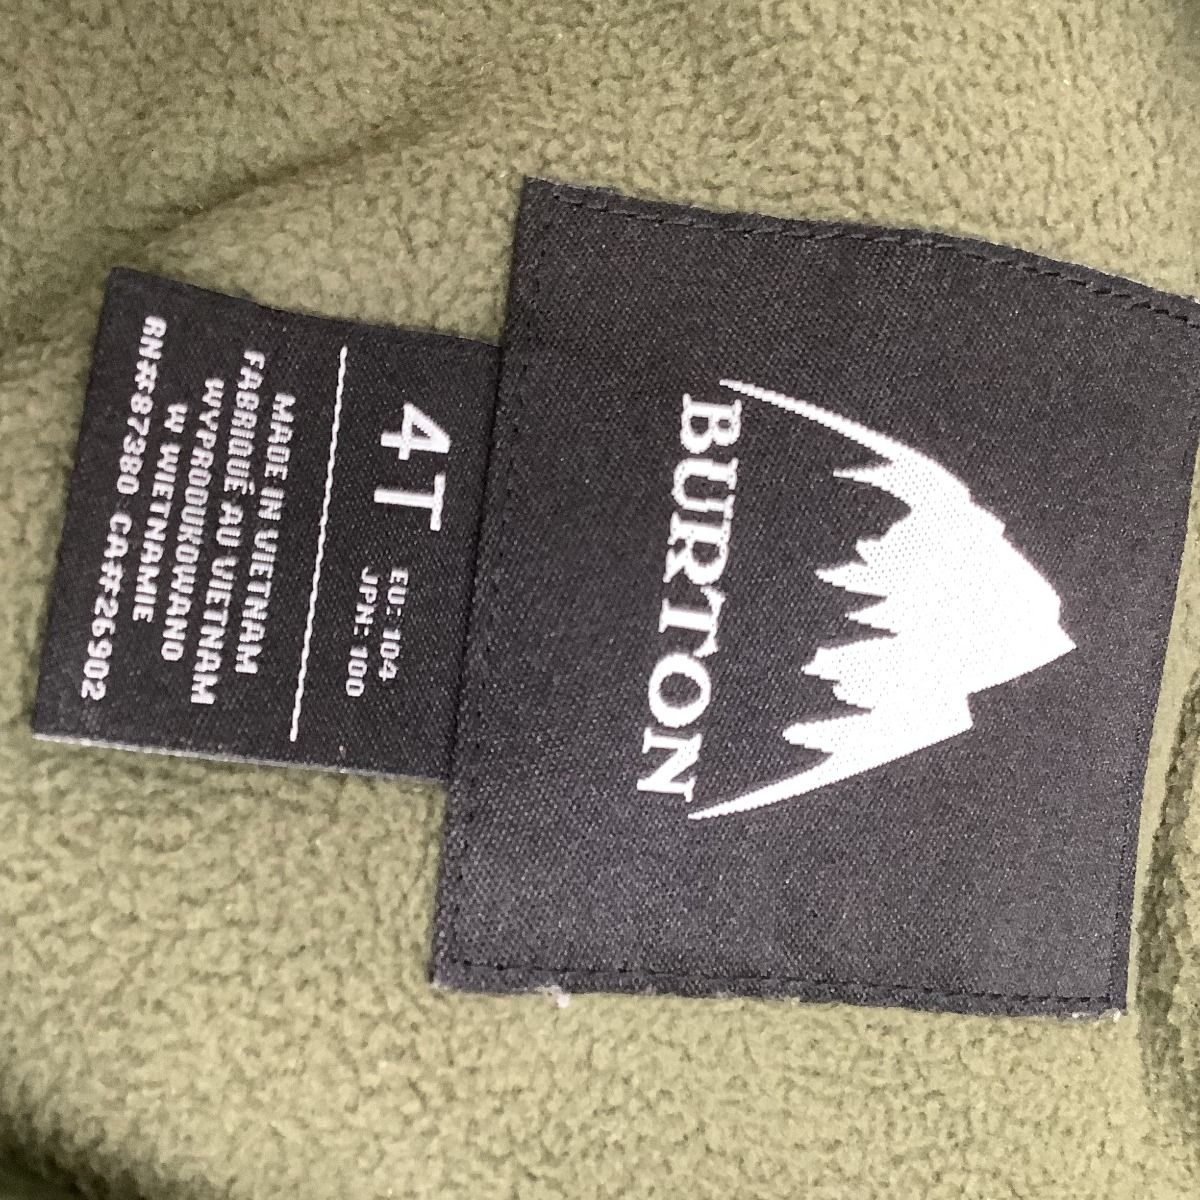 BURTON
4T
EU: 104
JPN: 100
MADE IN VIETNAM
FABRIQUÉ AU VIETNAM
WYPRODUKOWANO
W WIETNAMIE
RN# 87380 CA# 26902